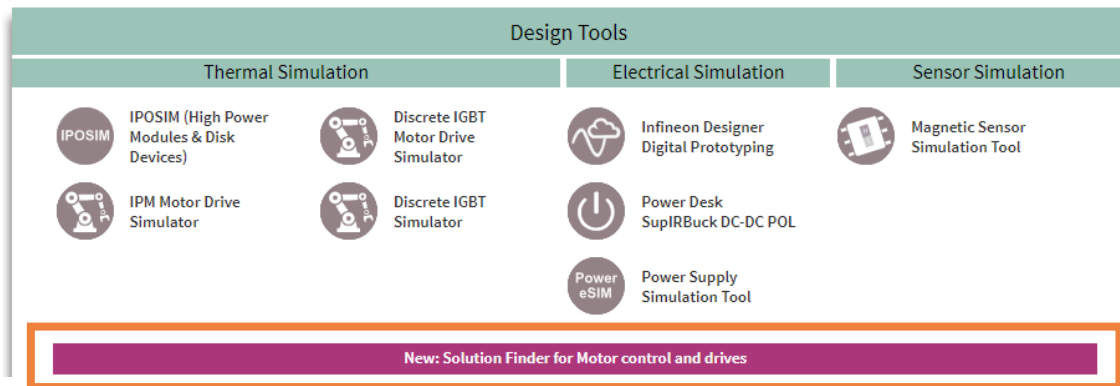 Design Tools
Thermal Simulation
Electrical Simulation
Sensor Simulation
IPOSIM
IPOSIM (High Power
Modules & Disk
Devices)
Discrete IGBT
Motor Drive
Simulator
Infineon Designer
Digital Prototyping
Magnetic Sensor
Simulation Tool
IPM Motor Drive
Simulator
Discrete IGBT
Simulator
Power Desk
SupIRBuck DC-DC POL
Power
eSIM
Power Supply
Simulation Tool
New: Solution Finder for Motor control and drives